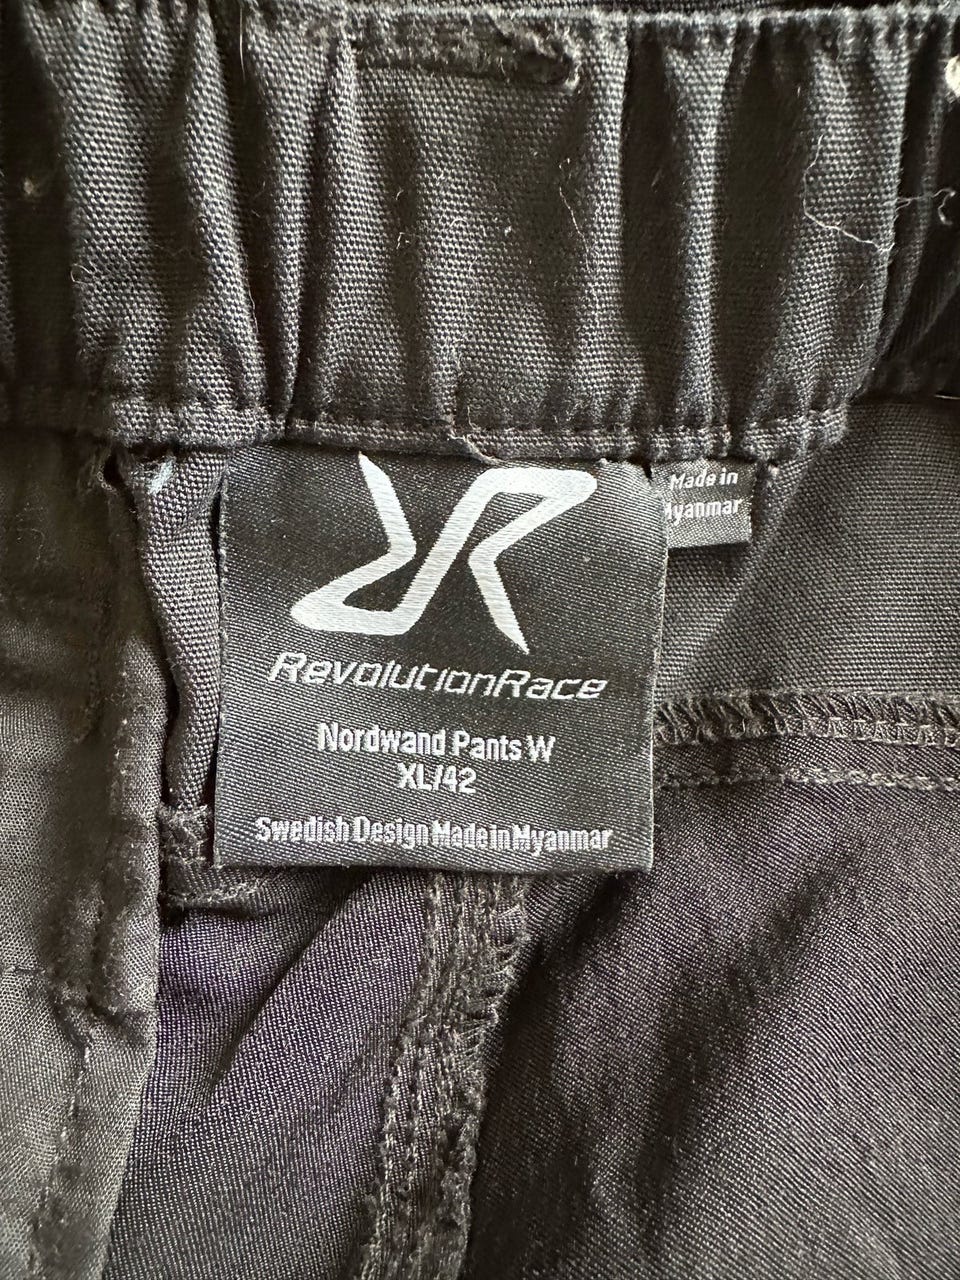 Made in
Myanmar
RevolutionRace
Nordwand Pants W
XL/42
Swedish Design Made in Myanmar